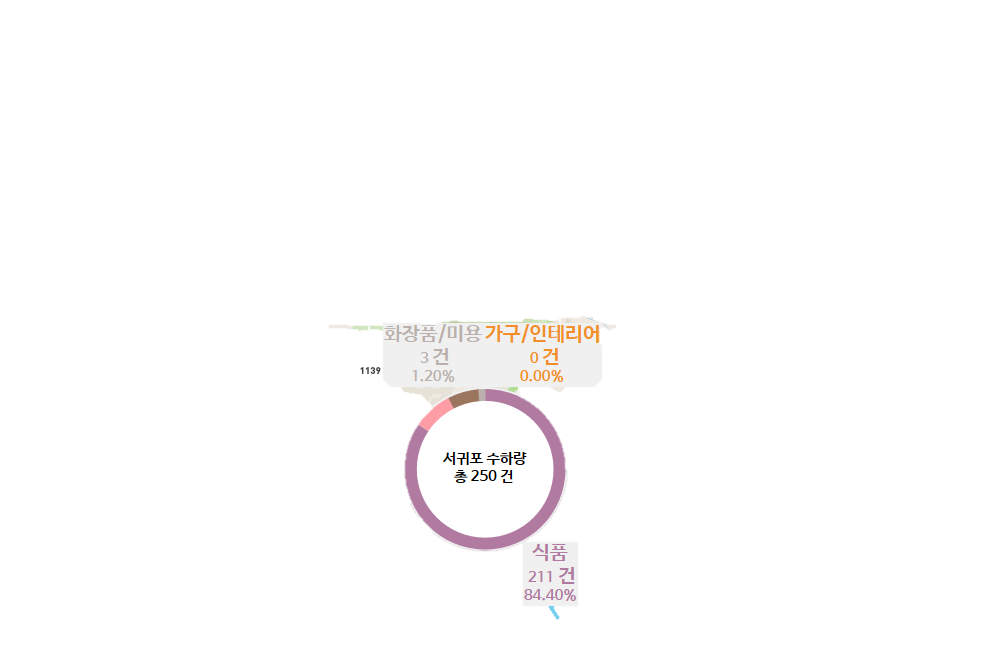 화장품/미용 가구/인테리어
3 건 0 건
1.20% 0.00%
1139
서귀포 수하량
총 250 건
식품
211 건
84.40%